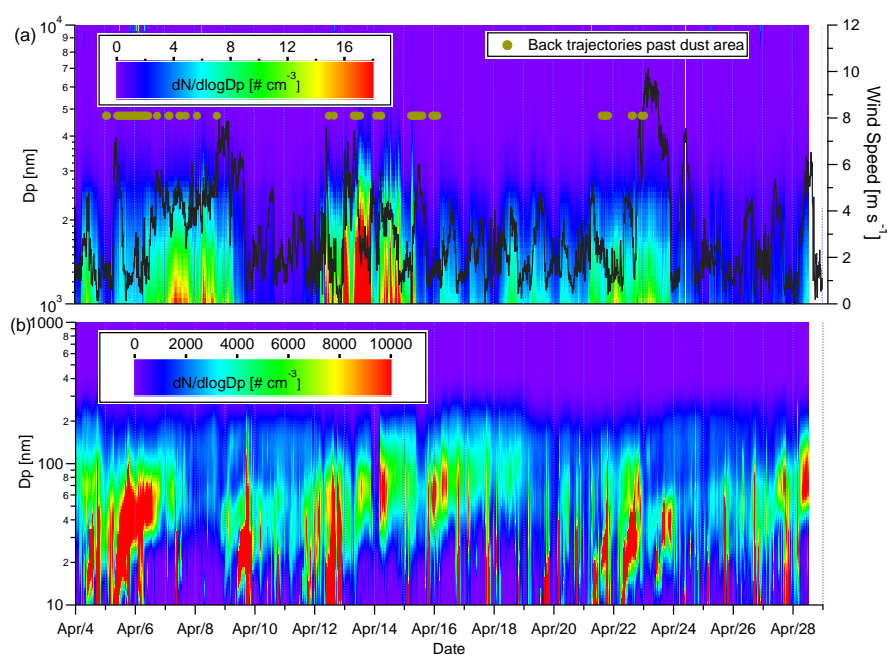 (a)
10^4
9
8
7
6
5
4
3
2
10^3
Dp [nm]
0 4 8 12 16
dN/dlogDp [# cm^-3]
Back trajectories past dust area
12
10
8
6
4
2
0
Wind Speed [m s^-1]
(b)
1000
8
6
4
2
100
8
6
4
2
10
Dp [nm]
0 2000 4000 6000 8000 10000
dN/dlogDp [# cm^-3]
Apr/4 Apr/6 Apr/8 Apr/10 Apr/12 Apr/14 Apr/16 Apr/18 Apr/20 Apr/22 Apr/24 Apr/26 Apr/28
Date